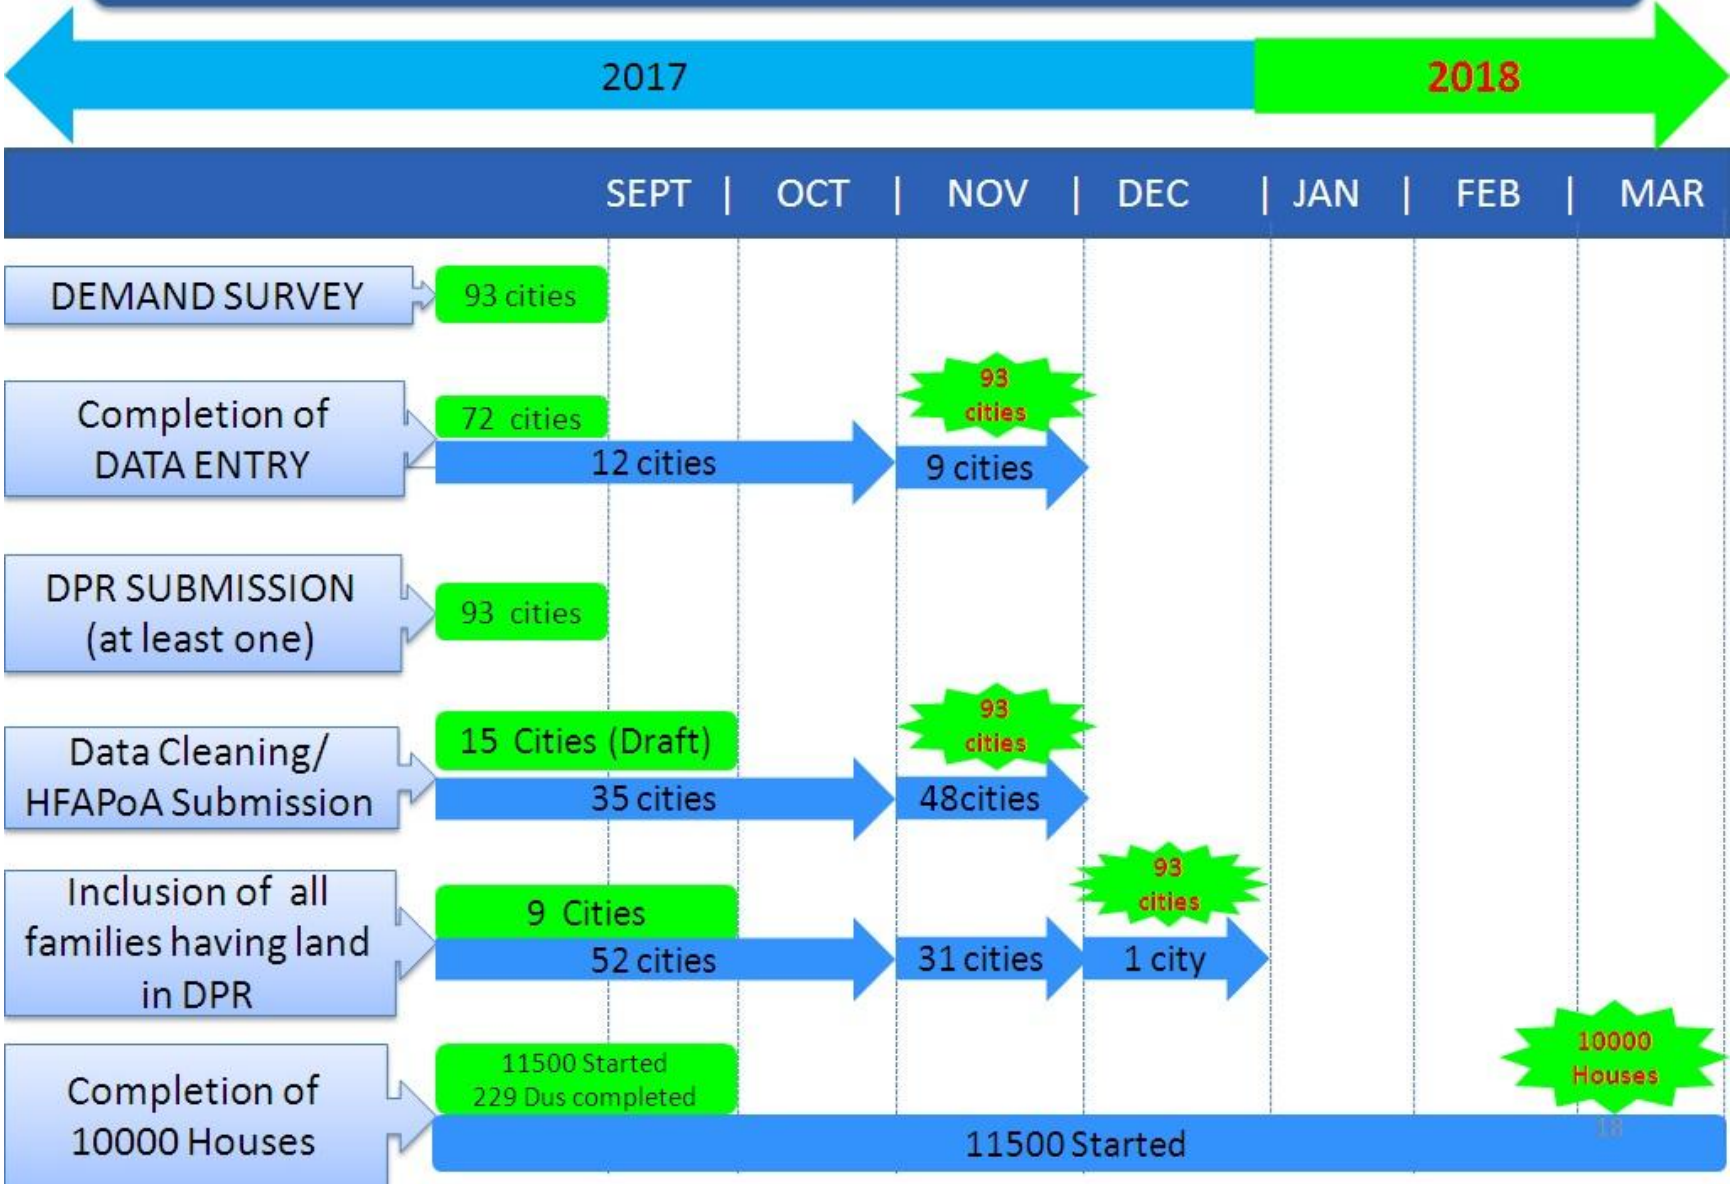 2017
2018
SEPT | OCT | NOV | DEC | JAN | FEB | MAR
DEMAND SURVEY
93 cities
Completion of
DATA ENTRY
72 cities
12 cities
9 cities
93
cities
DPR SUBMISSION
(at least one)
93 cities
Data Cleaning/
HFAPoA Submission
15 Cities (Draft)
35 cities
48cities
93
cities
Inclusion of all
families having land
in DPR
9 Cities
52 cities
31 cities
1 city
93
cities
Completion of
10000 Houses
11500 Started
229 Dus completed
11500 Started
10000
Houses
18